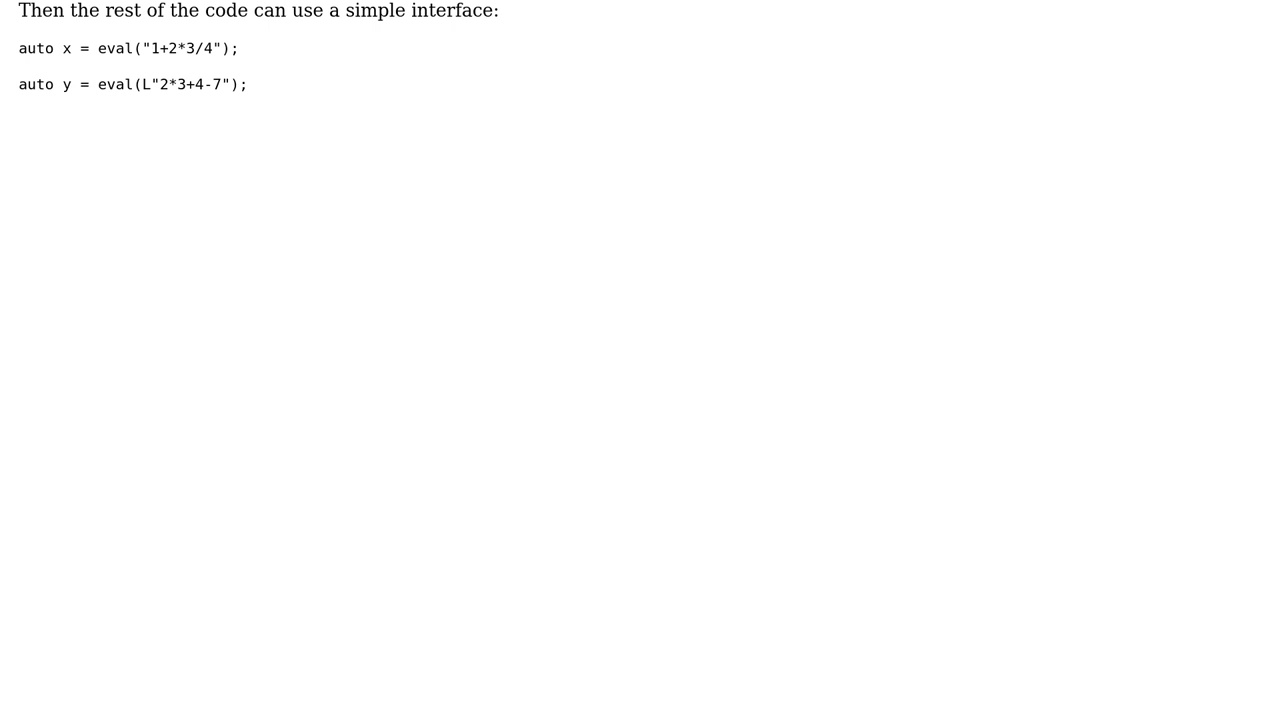 Then the rest of the code can use a simple interface:
auto x = eval("1+2*3/4");
auto y = eval(L"2*3+4-7");